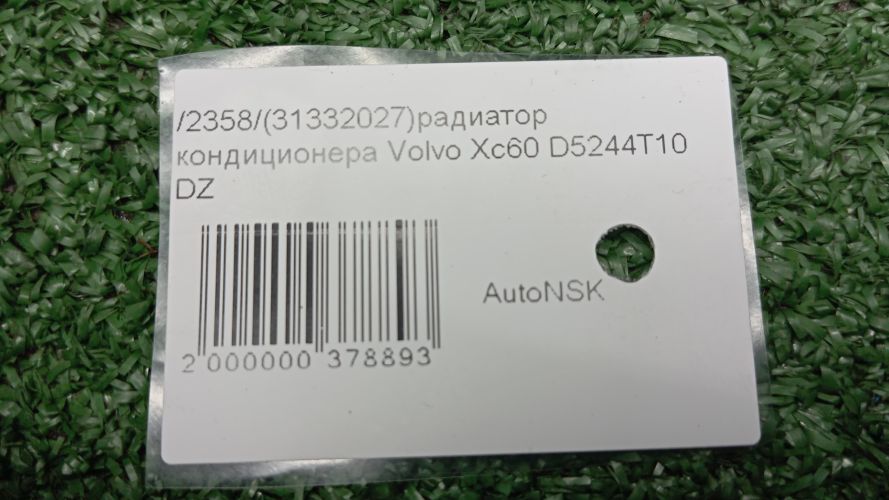 /2358/(31332027)радиатор
кондиционера Volvo Xc60 D5244T10
DZ
AutoNSK
2 000000 378893